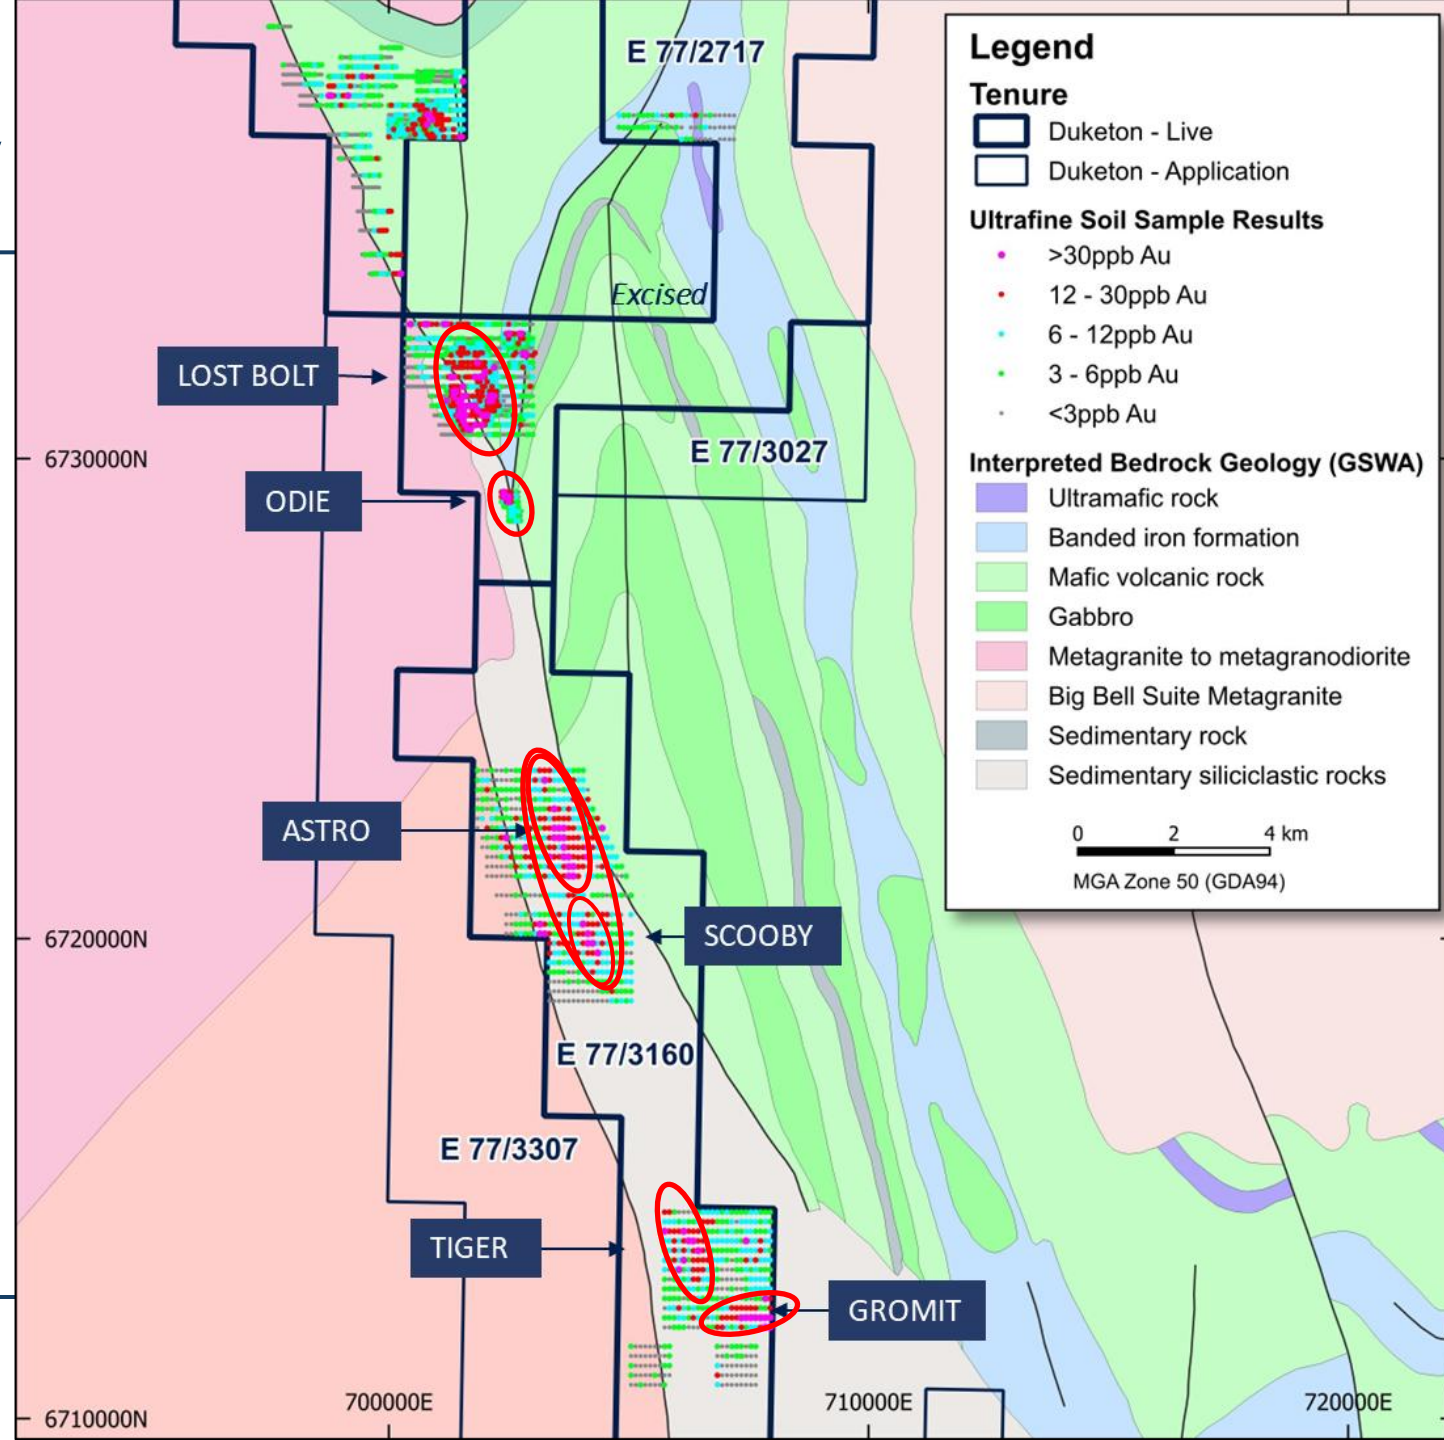 E 77/2717
Excised
LOST BOLT
6730000N
E 77/3027
ODIE
ASTRO
6720000N
SCOOBY
E 77/3160
E 77/3307
TIGER
GROMIT
700000E
710000E
720000E
6710000N
Legend
Tenure
Duketon - Live
Duketon - Application
Ultrafine Soil Sample Results
>30ppb Au
12 - 30ppb Au
6 - 12ppb Au
3 - 6ppb Au
<3ppb Au
Interpreted Bedrock Geology (GSWA)
Ultramafic rock
Banded iron formation
Mafic volcanic rock
Gabbro
Metagranite to metagranodiorite
Big Bell Suite Metagranite
Sedimentary rock
Sedimentary siliciclastic rocks
0 2 4 km
MGA Zone 50 (GDA94)